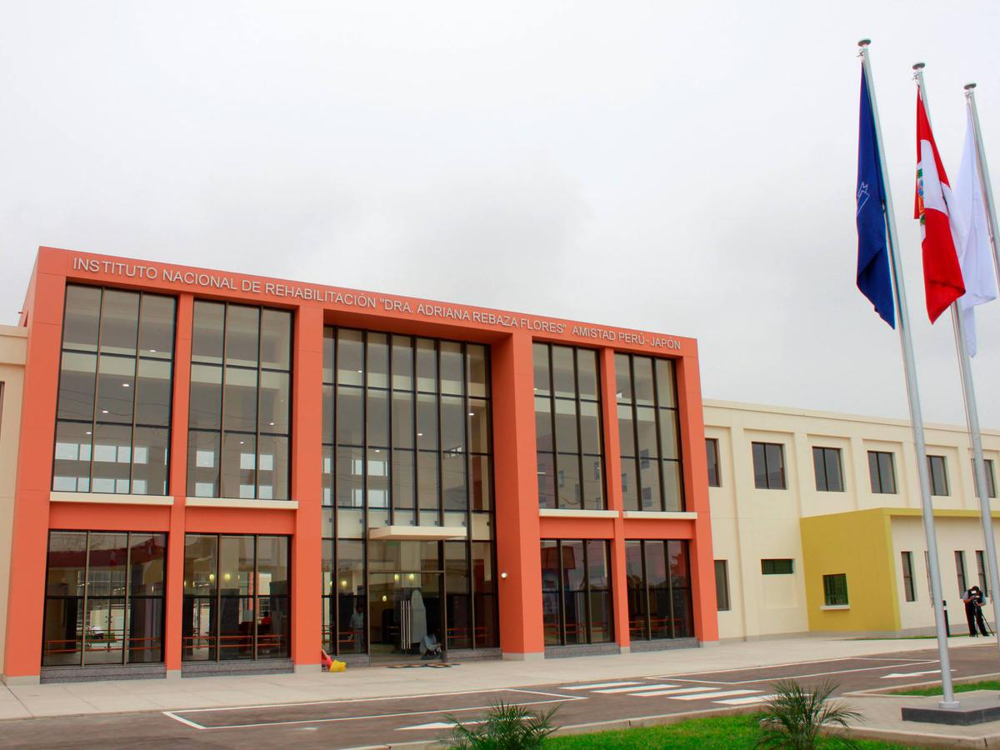 INSTITUTO NACIONAL DE REHABILITACIÓN "DRA. ADRIANA REBAZA FLORES" AMISTAD PERÚ-JAPÓN